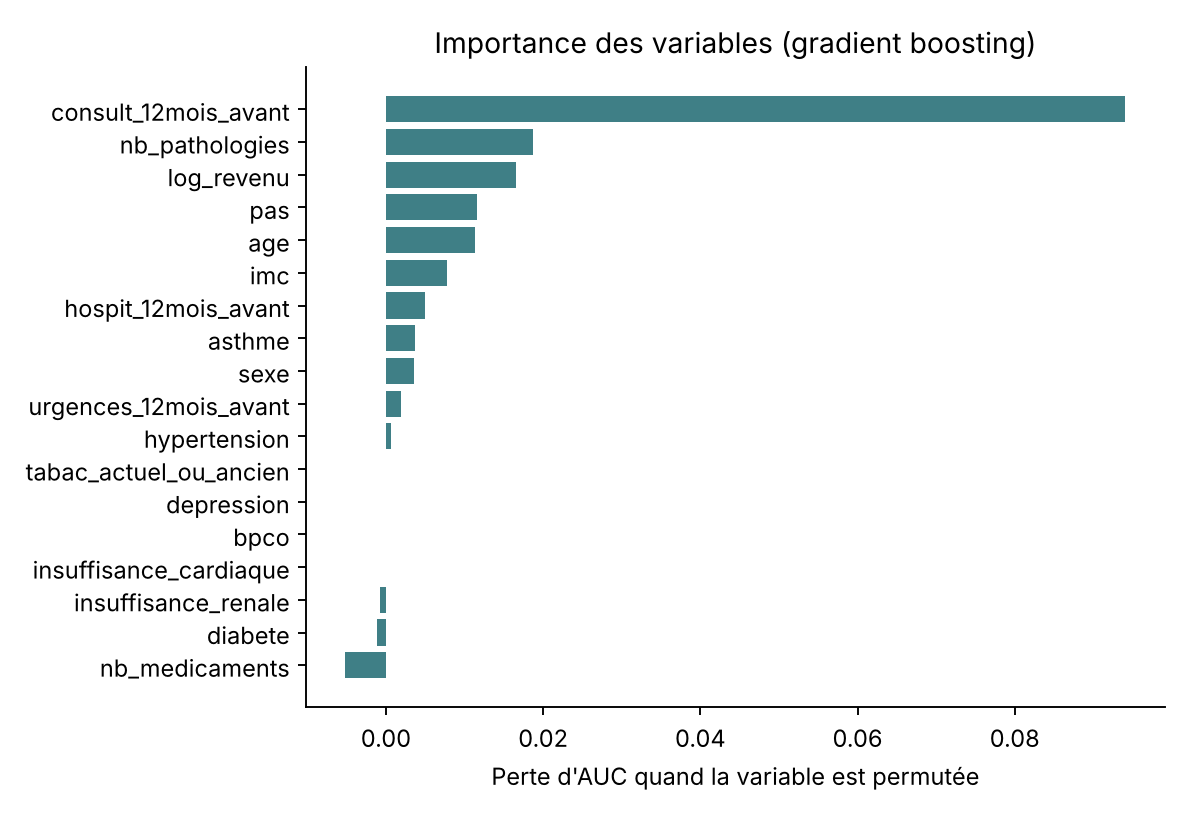 Importance des variables (gradient boosting)
consult_12mois_avant
nb_pathologies
log_revenu
pas
age
imc
hospit_12mois_avant
asthme
sexe
urgences_12mois_avant
hypertension
tabac_actuel_ou_ancien
depression
bpco
insuffisance_cardiaque
insuffisance_renale
diabete
nb_medicaments
0.00 0.02 0.04 0.06 0.08
Perte d'AUC quand la variable est permutée